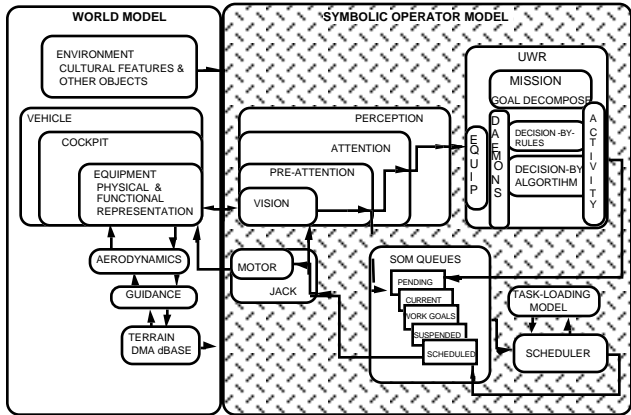 WORLD MODEL
SYMBOLIC OPERATOR MODEL
ENVIRONMENT
CULTURAL FEATURES &
OTHER OBJECTS
VEHICLE
COCKPIT
EQUIPMENT
PHYSICAL &
FUNCTIONAL
REPRESENTATION
AERODYNAMICS
GUIDANCE
TERRAIN
DMA dBASE
PERCEPTION
ATTENTION
PRE-ATTENTION
VISION
MOTOR
JACK
UWR
MISSION
GOAL DECOMPOSE
EQUIP
DAEMONS
DECISION -BY-
RULES
DECISION-BY
ALGORTIHM
ACTIVITY
SOM QUEUES
PENDING
CURRENT
WORK GOALS
SUSPENDED
SCHEDULED
TASK-LOADING
MODEL
SCHEDULER